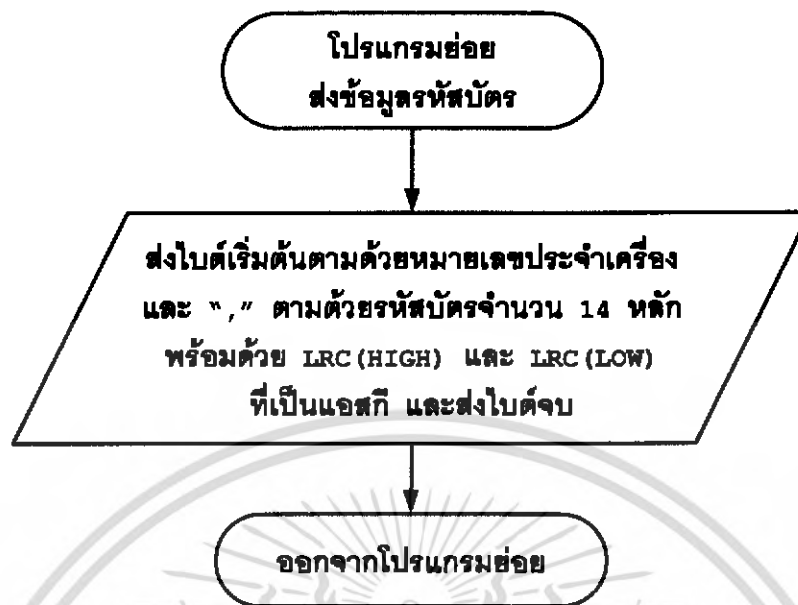 โปรแกรมย่อย
ส่งข้อมูลรหัสบัตร
ส่งไบต์เริ่มต้นตามด้วยหมายเลขประจำเครื่อง
และ “,” ตามด้วยรหัสบัตรจำนวน 14 หลัก
พร้อมด้วย LRC(HIGH) และ LRC(LOW)
ที่เป็นแอสกี และส่งไบต์จบ
ออกจากโปรแกรมย่อย